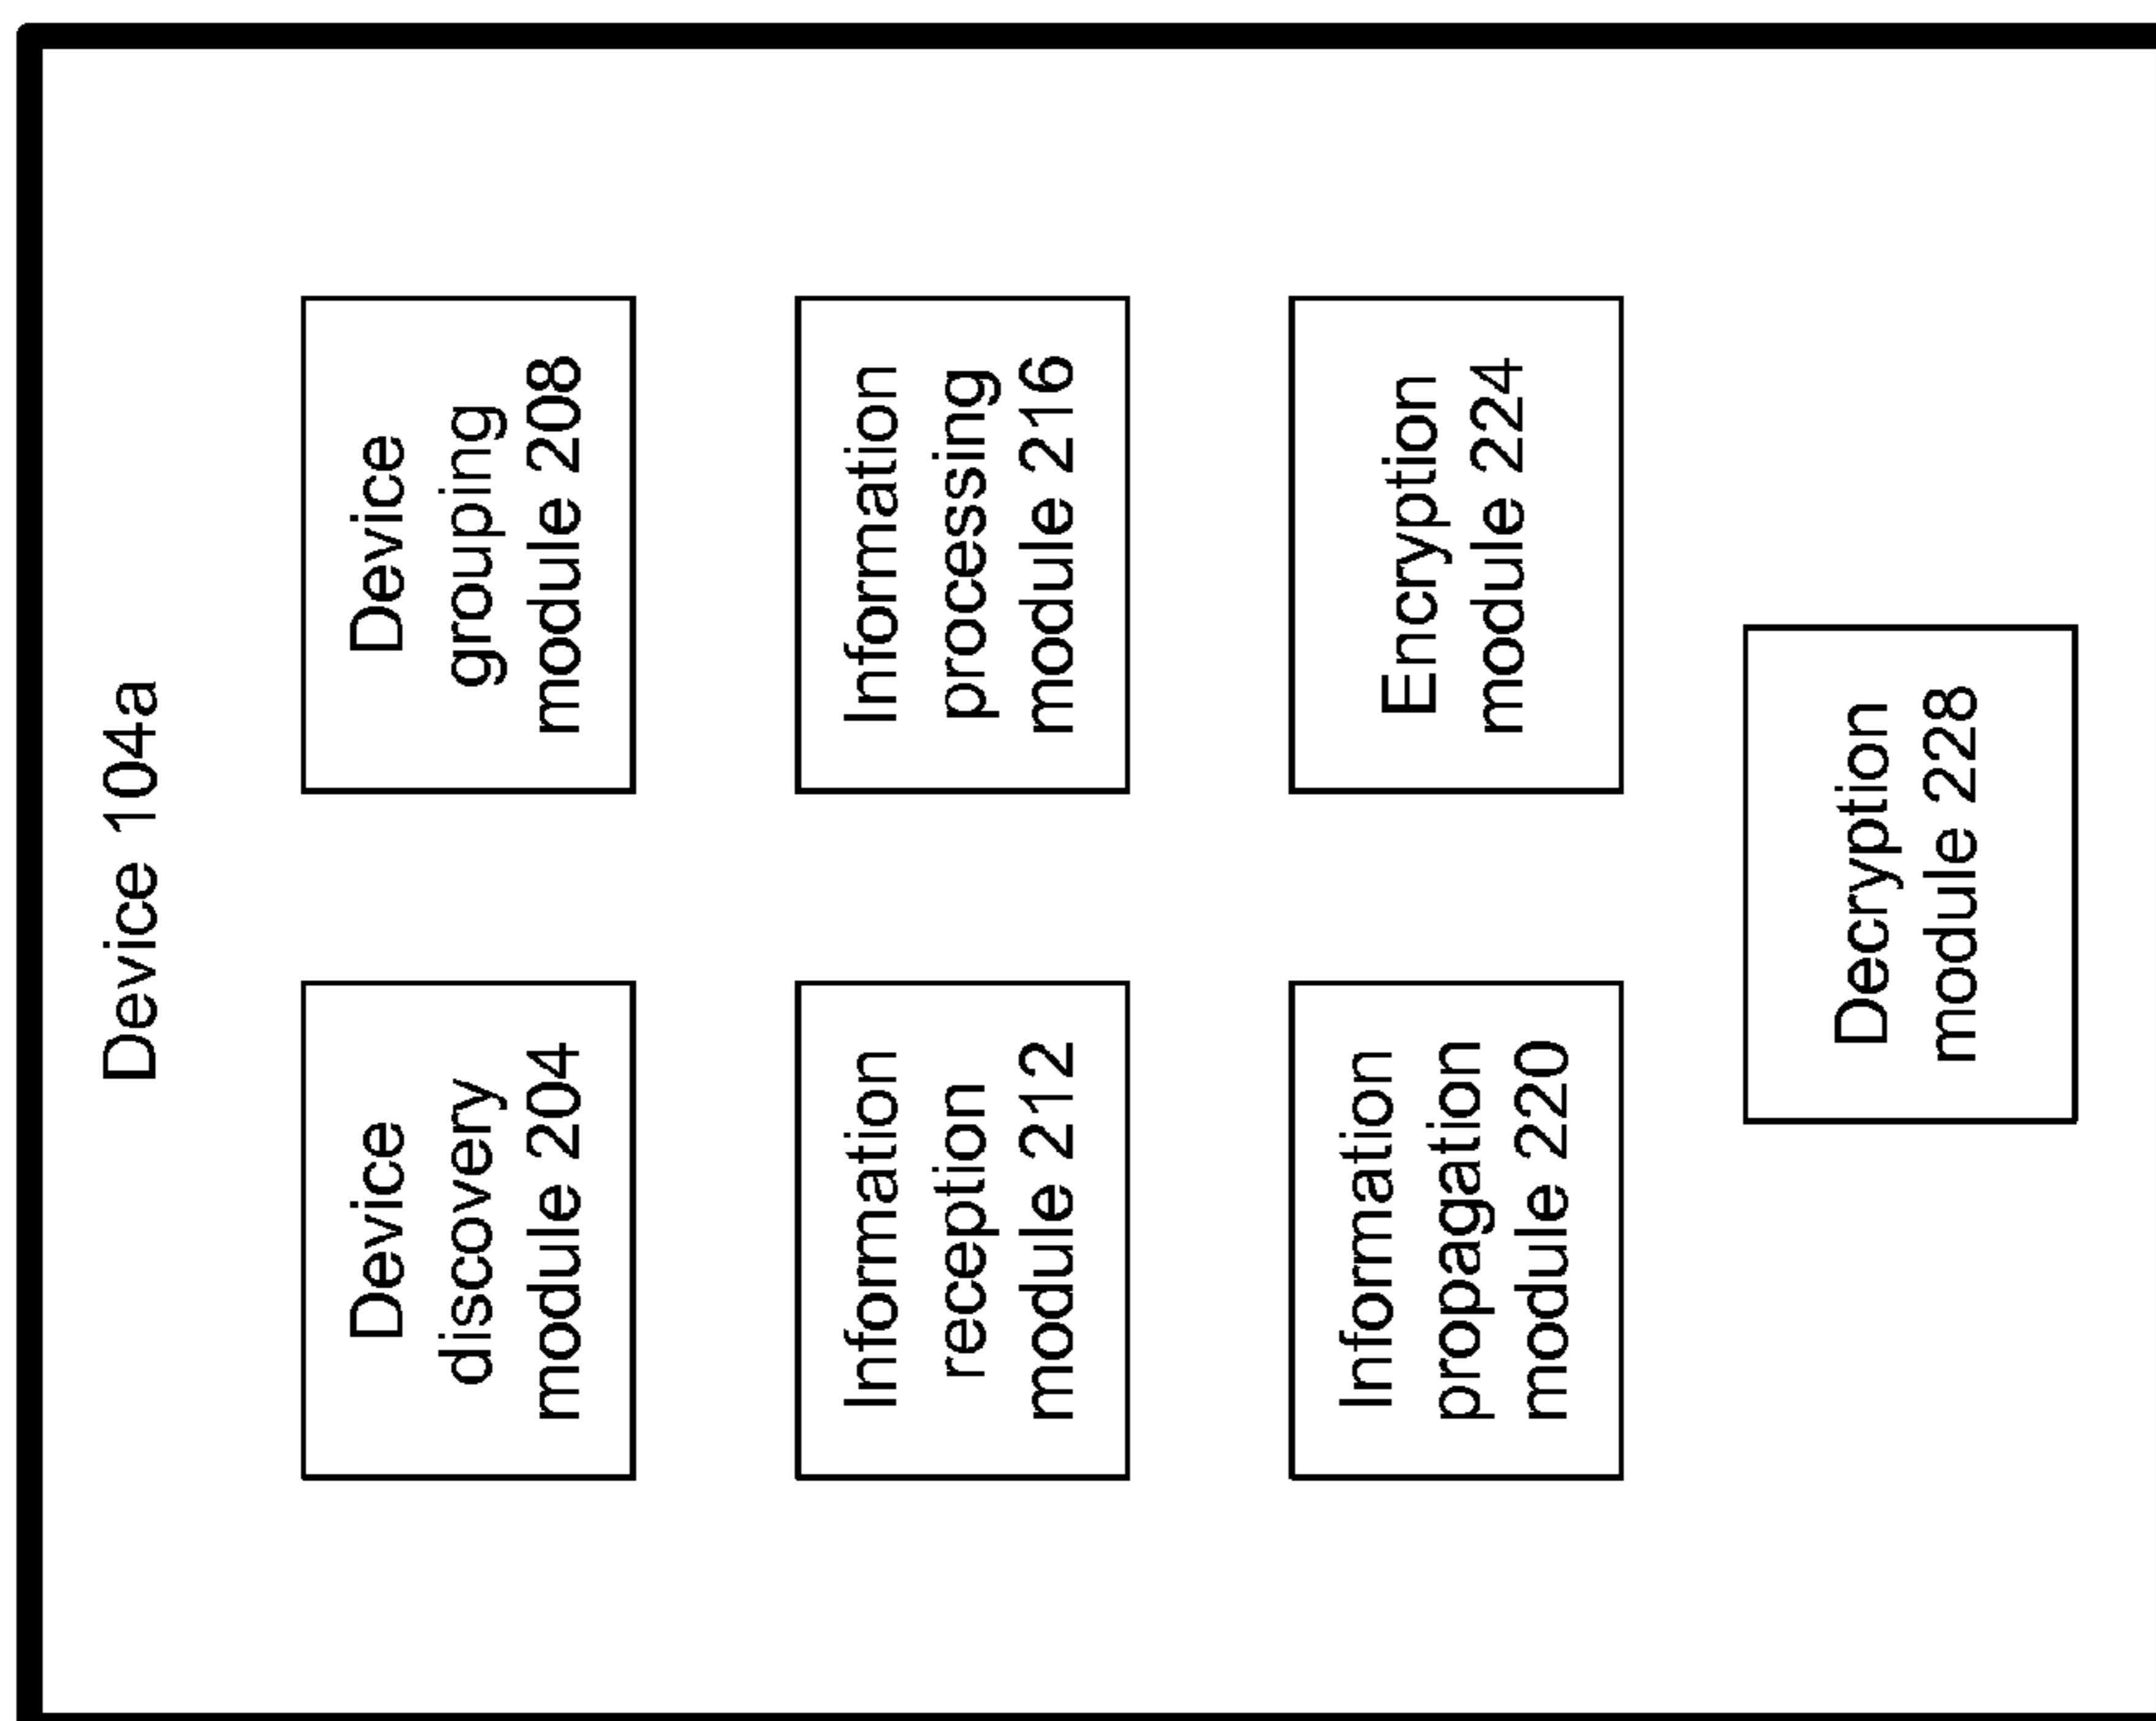 Device 104a
Device
discovery
module 204
Device
grouping
module 208
Information
reception
module 212
Information
processing
module 216
Information
propagation
module 220
Encryption
module 224
Decryption
module 228